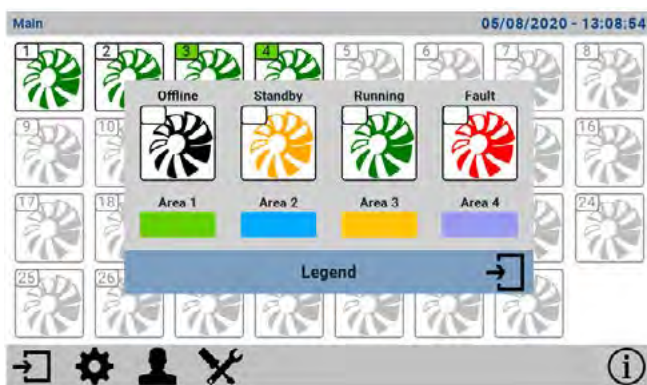 Main 05/08/2020 - 13:08:54
1 2 3 4 5 6 7 8
Offline Standby Running Fault
9 10 16
17 18 Area 1 Area 2 Area 3 Area 4 24
25 26
Legend
i